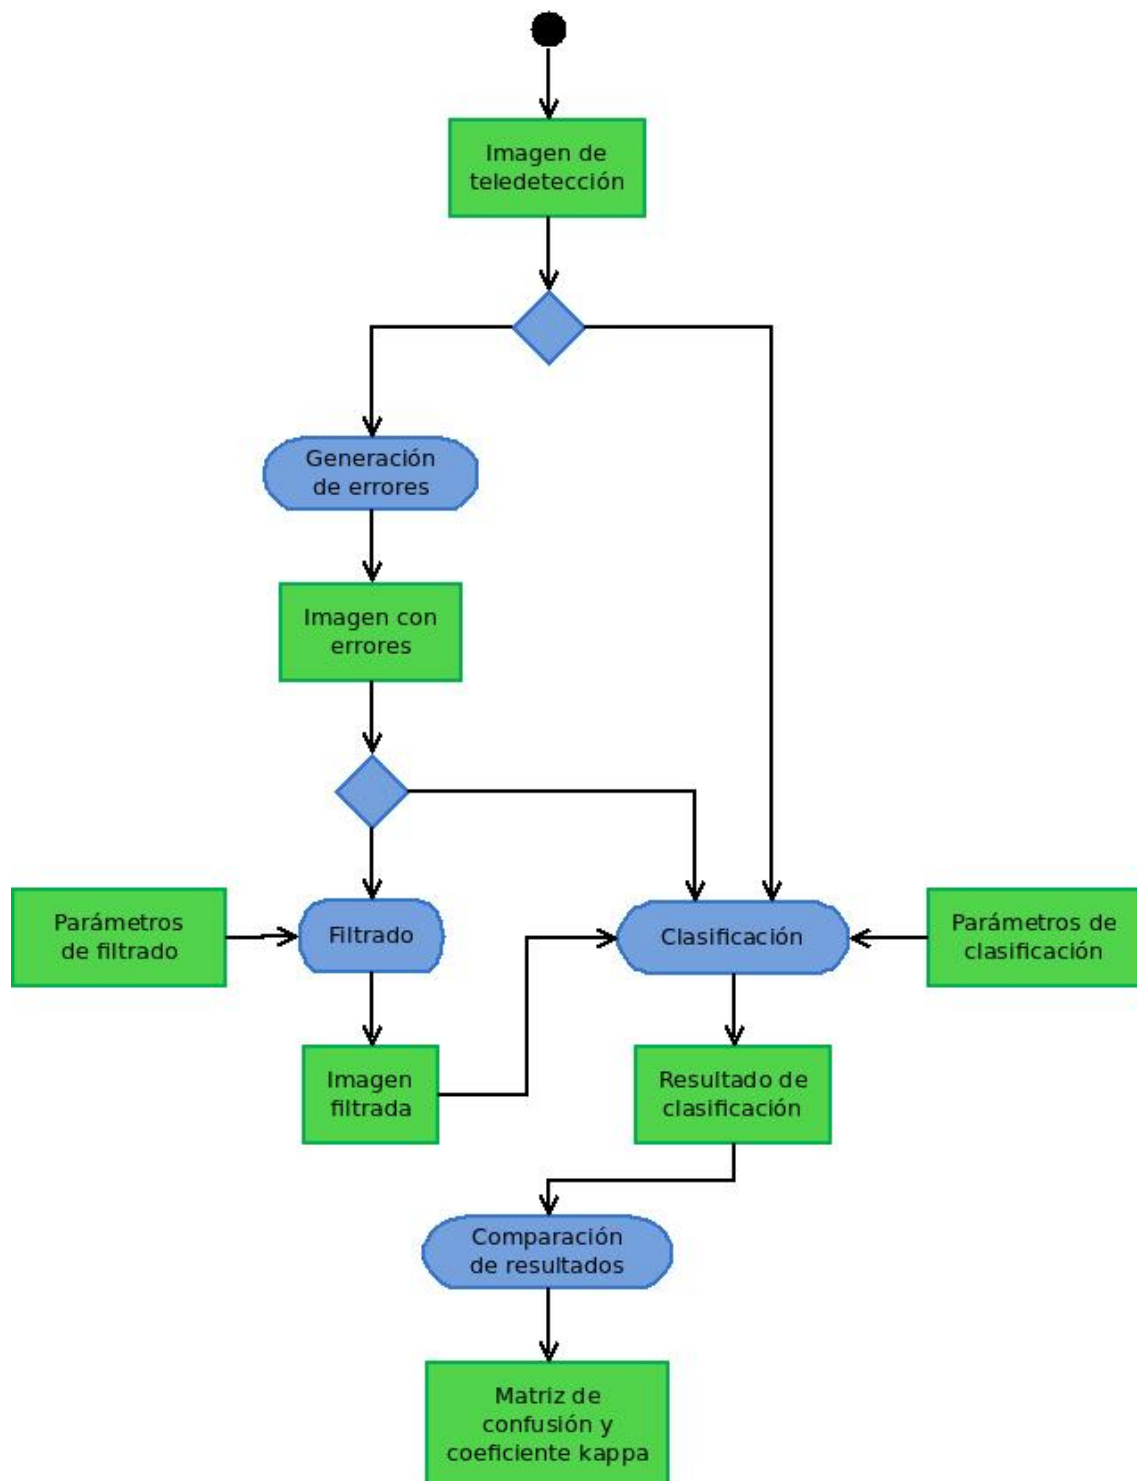 Imagen de
teledetección
Generación
de errores
Imagen con
errores
Parámetros
de filtrado
Filtrado
Clasificación
Parámetros de
clasificación
Imagen
filtrada
Resultado de
clasificación
Comparación
de resultados
Matriz de
confusión y
coeficiente kappa